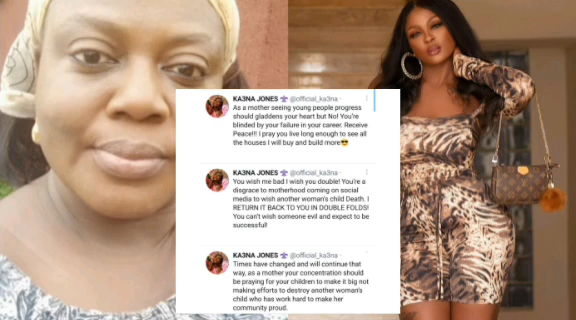 KA3NA JONES @official_ka3na ·
As a mother seeing young people progress
should gladdens your heart but No! You're
blinded by your failure in your career. Receive
Peace!!! I pray you live long enough to see all
the houses I will buy and build more😎
KA3NA JONES @official_ka3na ·
You wish me bad I wish you double! You're a
disgrace to motherhood coming on social
media to wish another woman's child Death. I
RETURN IT BACK TO YOU IN DOUBLE FOLDS!
You can't wish someone evil and expect to be
successful!
KA3NA JONES @official_ka3na ·
Times have changed and will continue that
way, as a mother your concentration should
be praying for your children to make it big not
making efforts to destroy another woman's
child who has work hard to make her
community proud.